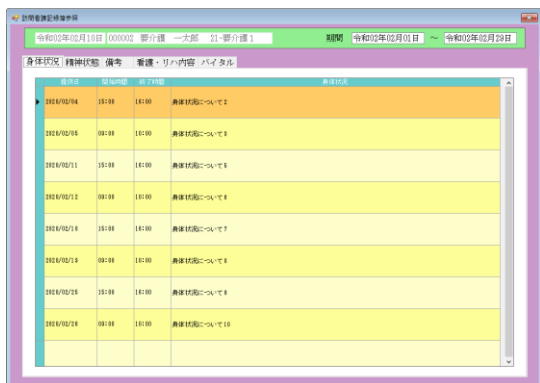 訪問看護記録簿参照
令和02年02月18日 000002 要介護 一太郎 21-要介護1 期間 令和02年02月01日 ～ 令和02年02月29日
身体状況 精神状態 備考 看護・リハ内容 バイタル
提供日 開始時間 終了時間 身体状況
2020/02/04 15:00 16:00 身体状況について2
2020/02/05 09:00 10:00 身体状況について3
2020/02/11 15:00 16:00 身体状況について5
2020/02/12 09:00 10:00 身体状況について6
2020/02/18 15:00 16:00 身体状況について7
2020/02/19 09:00 10:00 身体状況について8
2020/02/25 15:00 16:00 身体状況について9
2020/02/26 09:00 10:00 身体状況について10